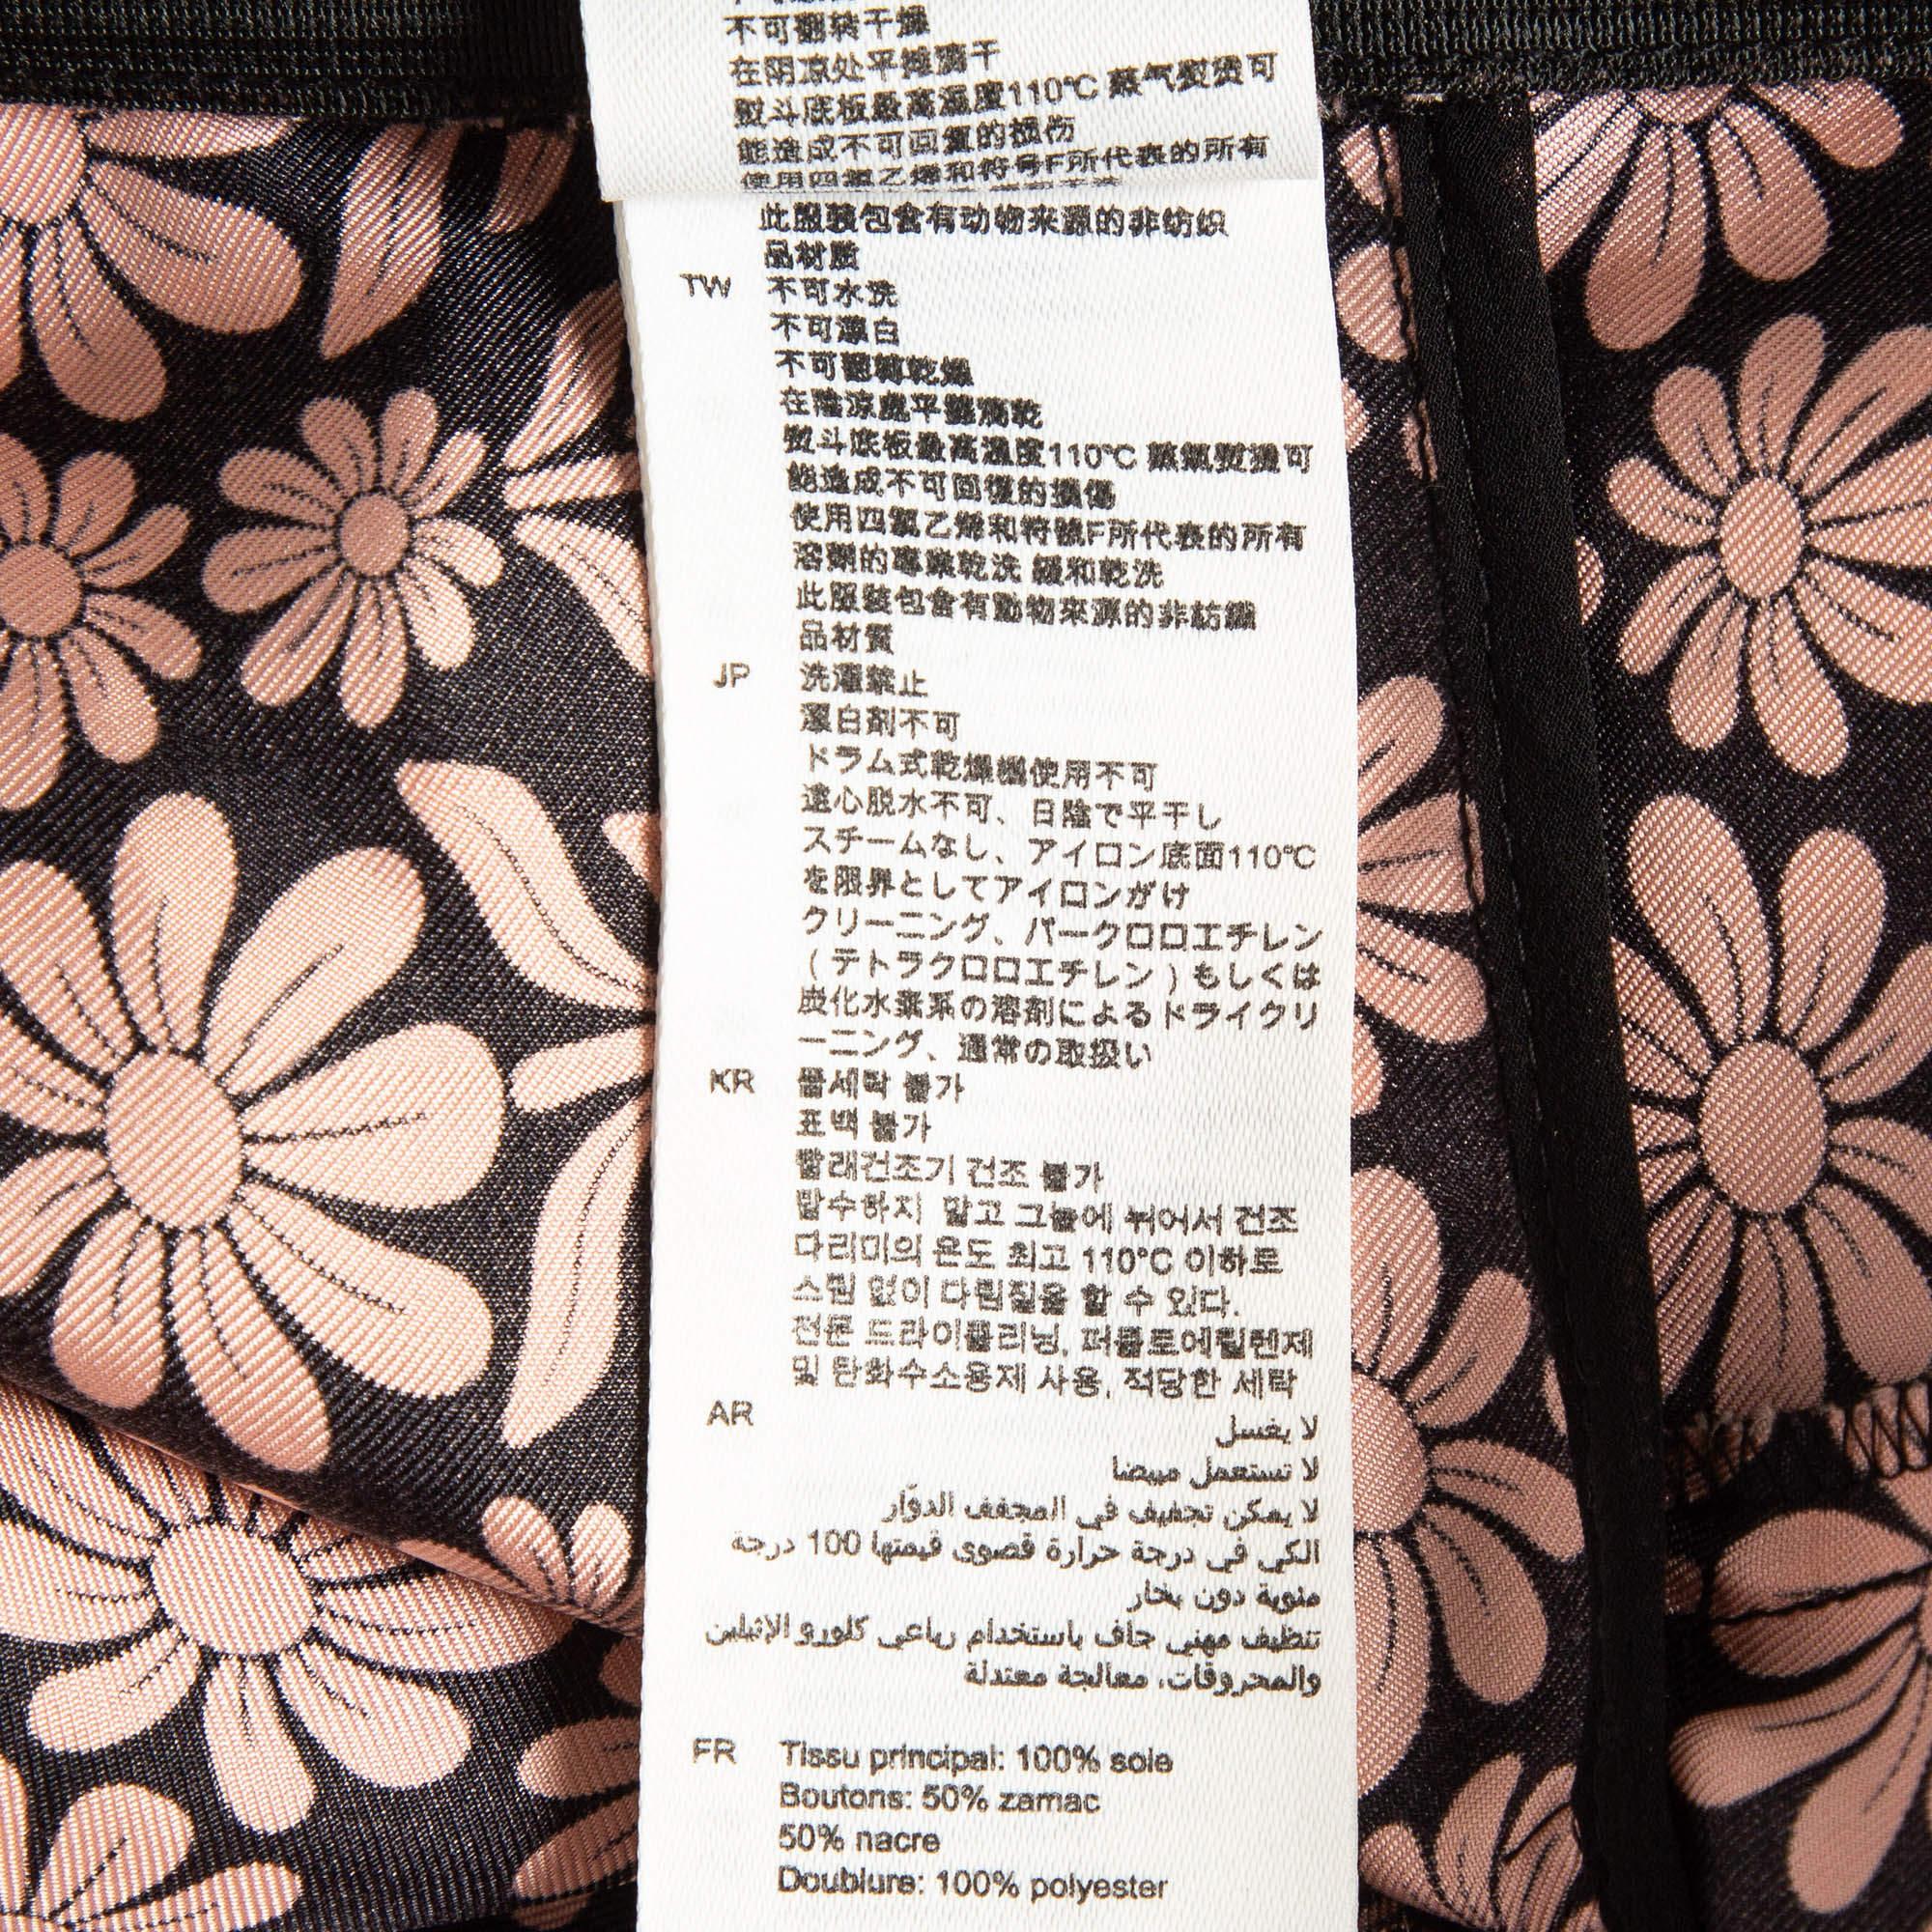 不可翻转干燥
在阴凉处平摊滴干
熨斗底板最高温度110℃ 蒸气熨烫可
能造成不可回复的损伤
使用四氯乙烯和符号F所代表的所有
此服装包含有动物来源的非纺织
品材质
TW 不可水洗
不可漂白
不可翻轉乾燥
在陰涼處平攤滴乾
熨斗底板最高溫度110℃ 蒸氣熨燙可
能造成不可回復的損傷
使用四氯乙烯和符號F所代表的所有
溶劑的專業乾洗 緩和乾洗
此服裝包含有動物來源的非紡織
品材質
JP 洗濯禁止
漂白剤不可
ドラム式乾燥機使用不可
遠心脱水不可、日陰で平干し
スチームなし、アイロン底面110℃
を限界としてアイロンがけ
クリーニング、パークロロエチレン
(テトラクロロエチレン)もしくは
炭化水素系の溶剤によるドライクリ
ーニング、通常の取扱い
KR 물세탁 불가
표백 불가
빨래건조기 건조 불가
탈수하지 말고 그늘에 뉘어서 건조
다리미의 온도 최고 110°C 이하로
스팀 없이 다림질을 할 수 있다.
전문 드라이클리닝, 퍼클로에틸렌제
및 탄화수소용제 사용, 적당한 세탁
AR لا يغسل
لا تستعمل مبيضا
لا يمكن تجفيف في المجفف الدوّار
الكي في درجة حرارة قصوى قيمتها 100 درجة
مئوية دون بخار
تنظيف مهني جاف باستخدام رباعي كلورو الإثيلين
والمحروقات، معالجة معتدلة
FR Tissu principal: 100% soie
Boutons: 50% zamac
50% nacre
Doublure: 100% polyester